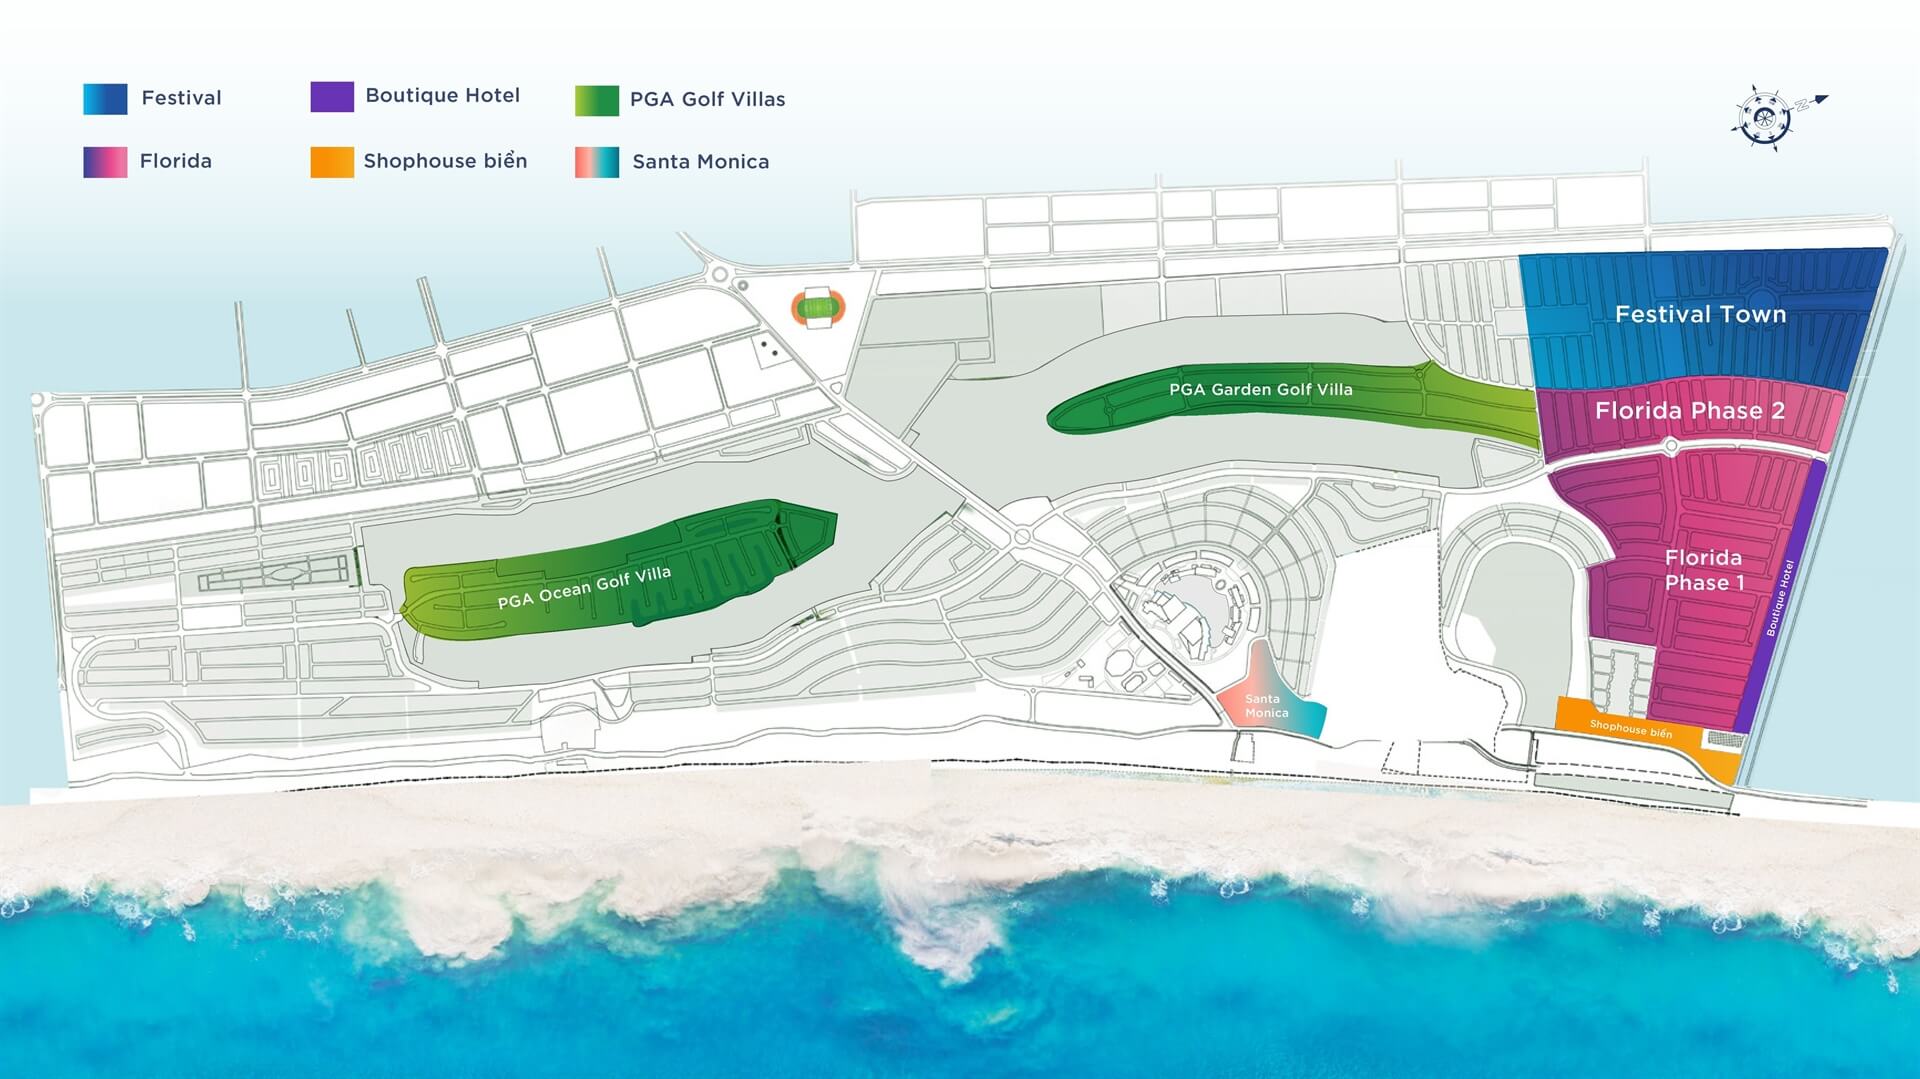 Festival
Boutique Hotel
PGA Golf Villas
Florida
Shophouse biển
Santa Monica
N
Festival Town
PGA Garden Golf Villa
Florida Phase 2
Florida
Phase 1
PGA Ocean Golf Villa
Boutique Hotel
Santa
Monica
Shophouse biển